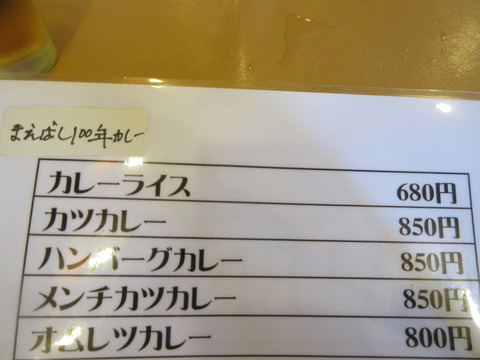 まえばし100年カレー
カレーライス 680円
カツカレー 850円
ハンバーグカレー 850円
メンチカツカレー 850円
オムレツカレー 800円